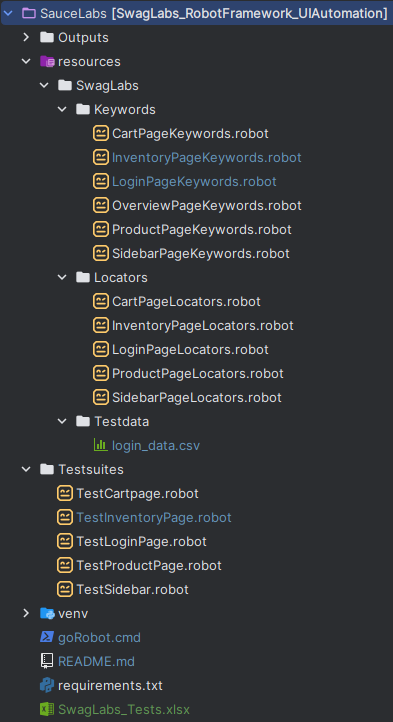 SauceLabs [SwagLabs_RobotFramework_UIAutomation]
Outputs
resources
SwagLabs
Keywords
CartPageKeywords.robot
InventoryPageKeywords.robot
LoginPageKeywords.robot
OverviewPageKeywords.robot
ProductPageKeywords.robot
SidebarPageKeywords.robot
Locators
CartPageLocators.robot
InventoryPageLocators.robot
LoginPageLocators.robot
ProductPageLocators.robot
SidebarPageLocators.robot
Testdata
login_data.csv
Testsuites
TestCartpage.robot
TestInventoryPage.robot
TestLoginPage.robot
TestProductPage.robot
TestSidebar.robot
venv
goRobot.cmd
README.md
requirements.txt
SwagLabs_Tests.xlsx